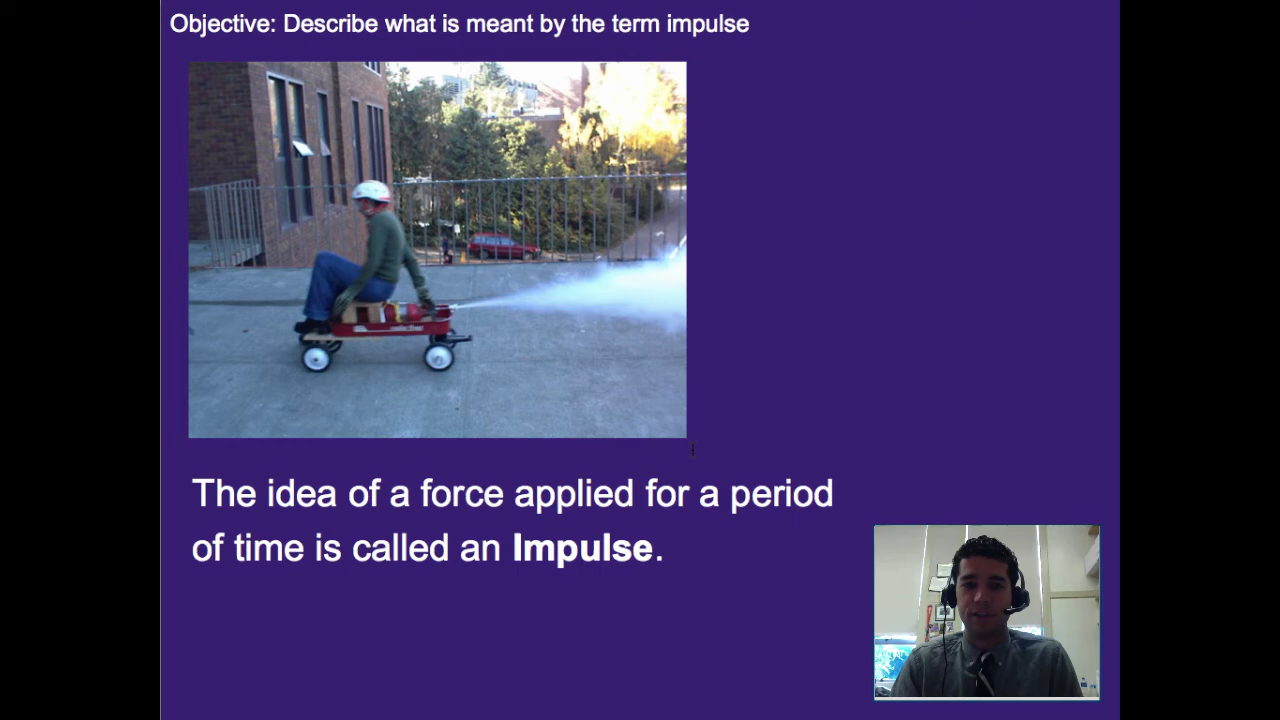 Objective: Describe what is meant by the term impulse
The idea of a force applied for a period
of time is called an Impulse.